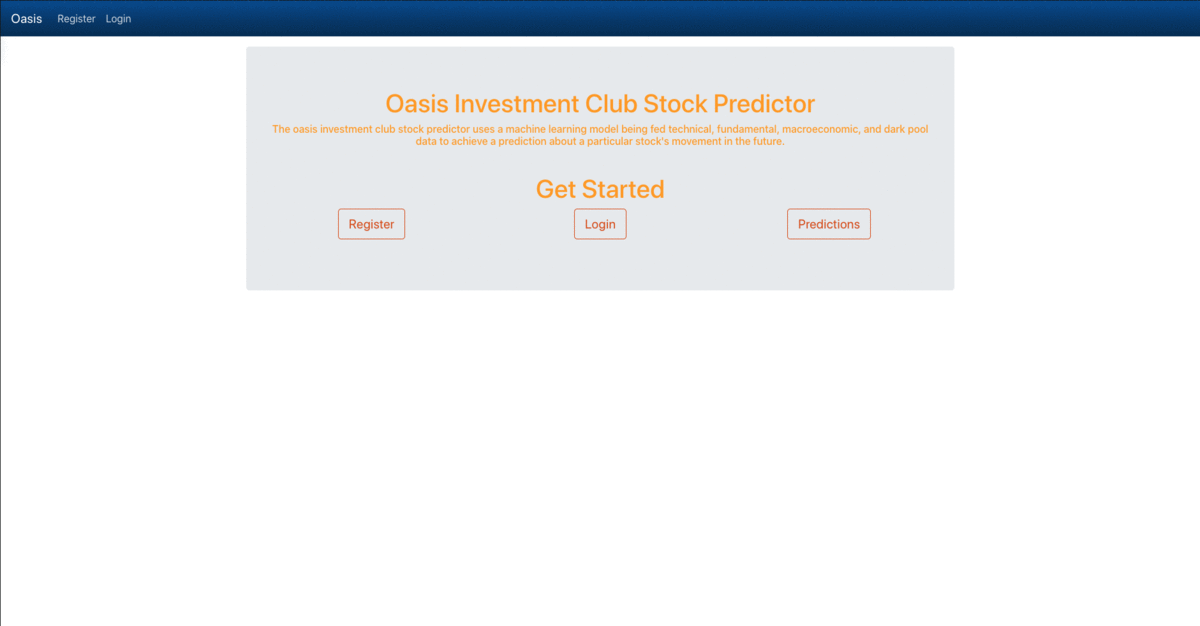 Oasis Register Login
Oasis Investment Club Stock Predictor
The oasis investment club stock predictor uses a machine learning model being fed technical, fundamental, macroeconomic, and dark pool
data to achieve a prediction about a particular stock's movement in the future.
Get Started
Register Login Predictions